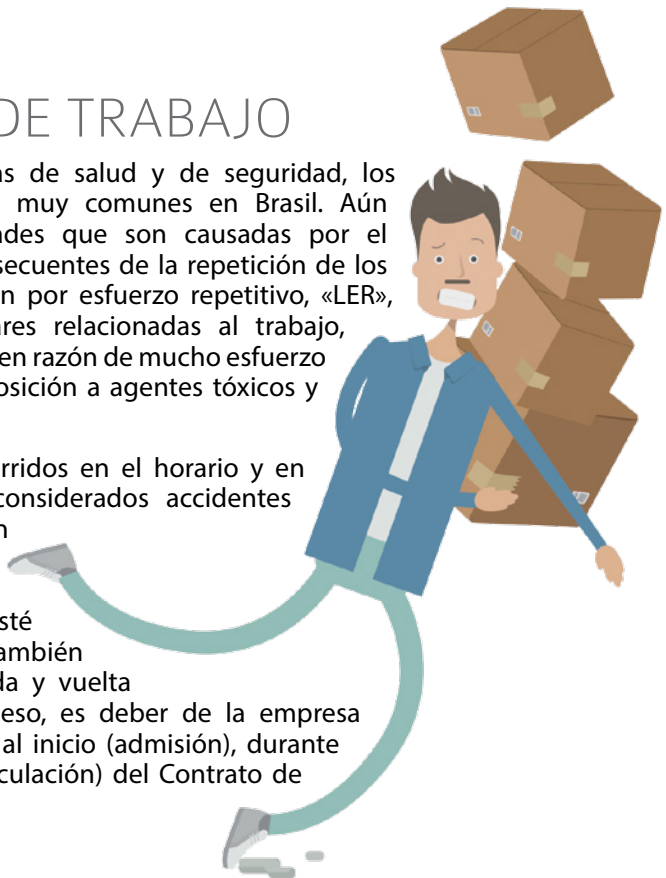 DE TRABAJO
as de salud y de seguridad, los
muy comunes en Brasil. Aún
ades que son causadas por el
secuentes de la repetición de los
n por esfuerzo repetitivo, «LER»,
ares relacionadas al trabajo,
en razón de mucho esfuerzo
osición a agentes tóxicos y
rridos en el horario y en
considerados accidentes
n
sté
ambién
da y vuelta
eso, es deber de la empresa
al inicio (admisión), durante
culación) del Contrato de